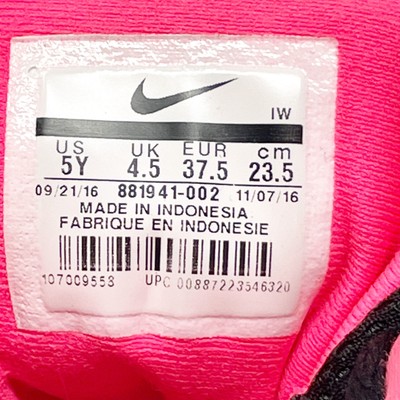 IW
US UK EUR cm
5Y 4.5 37.5 23.5
09/21/16 881941-002 11/07/16
MADE IN INDONESIA
FABRIQUE EN INDONESIE
107009553 UPC 00887223546320